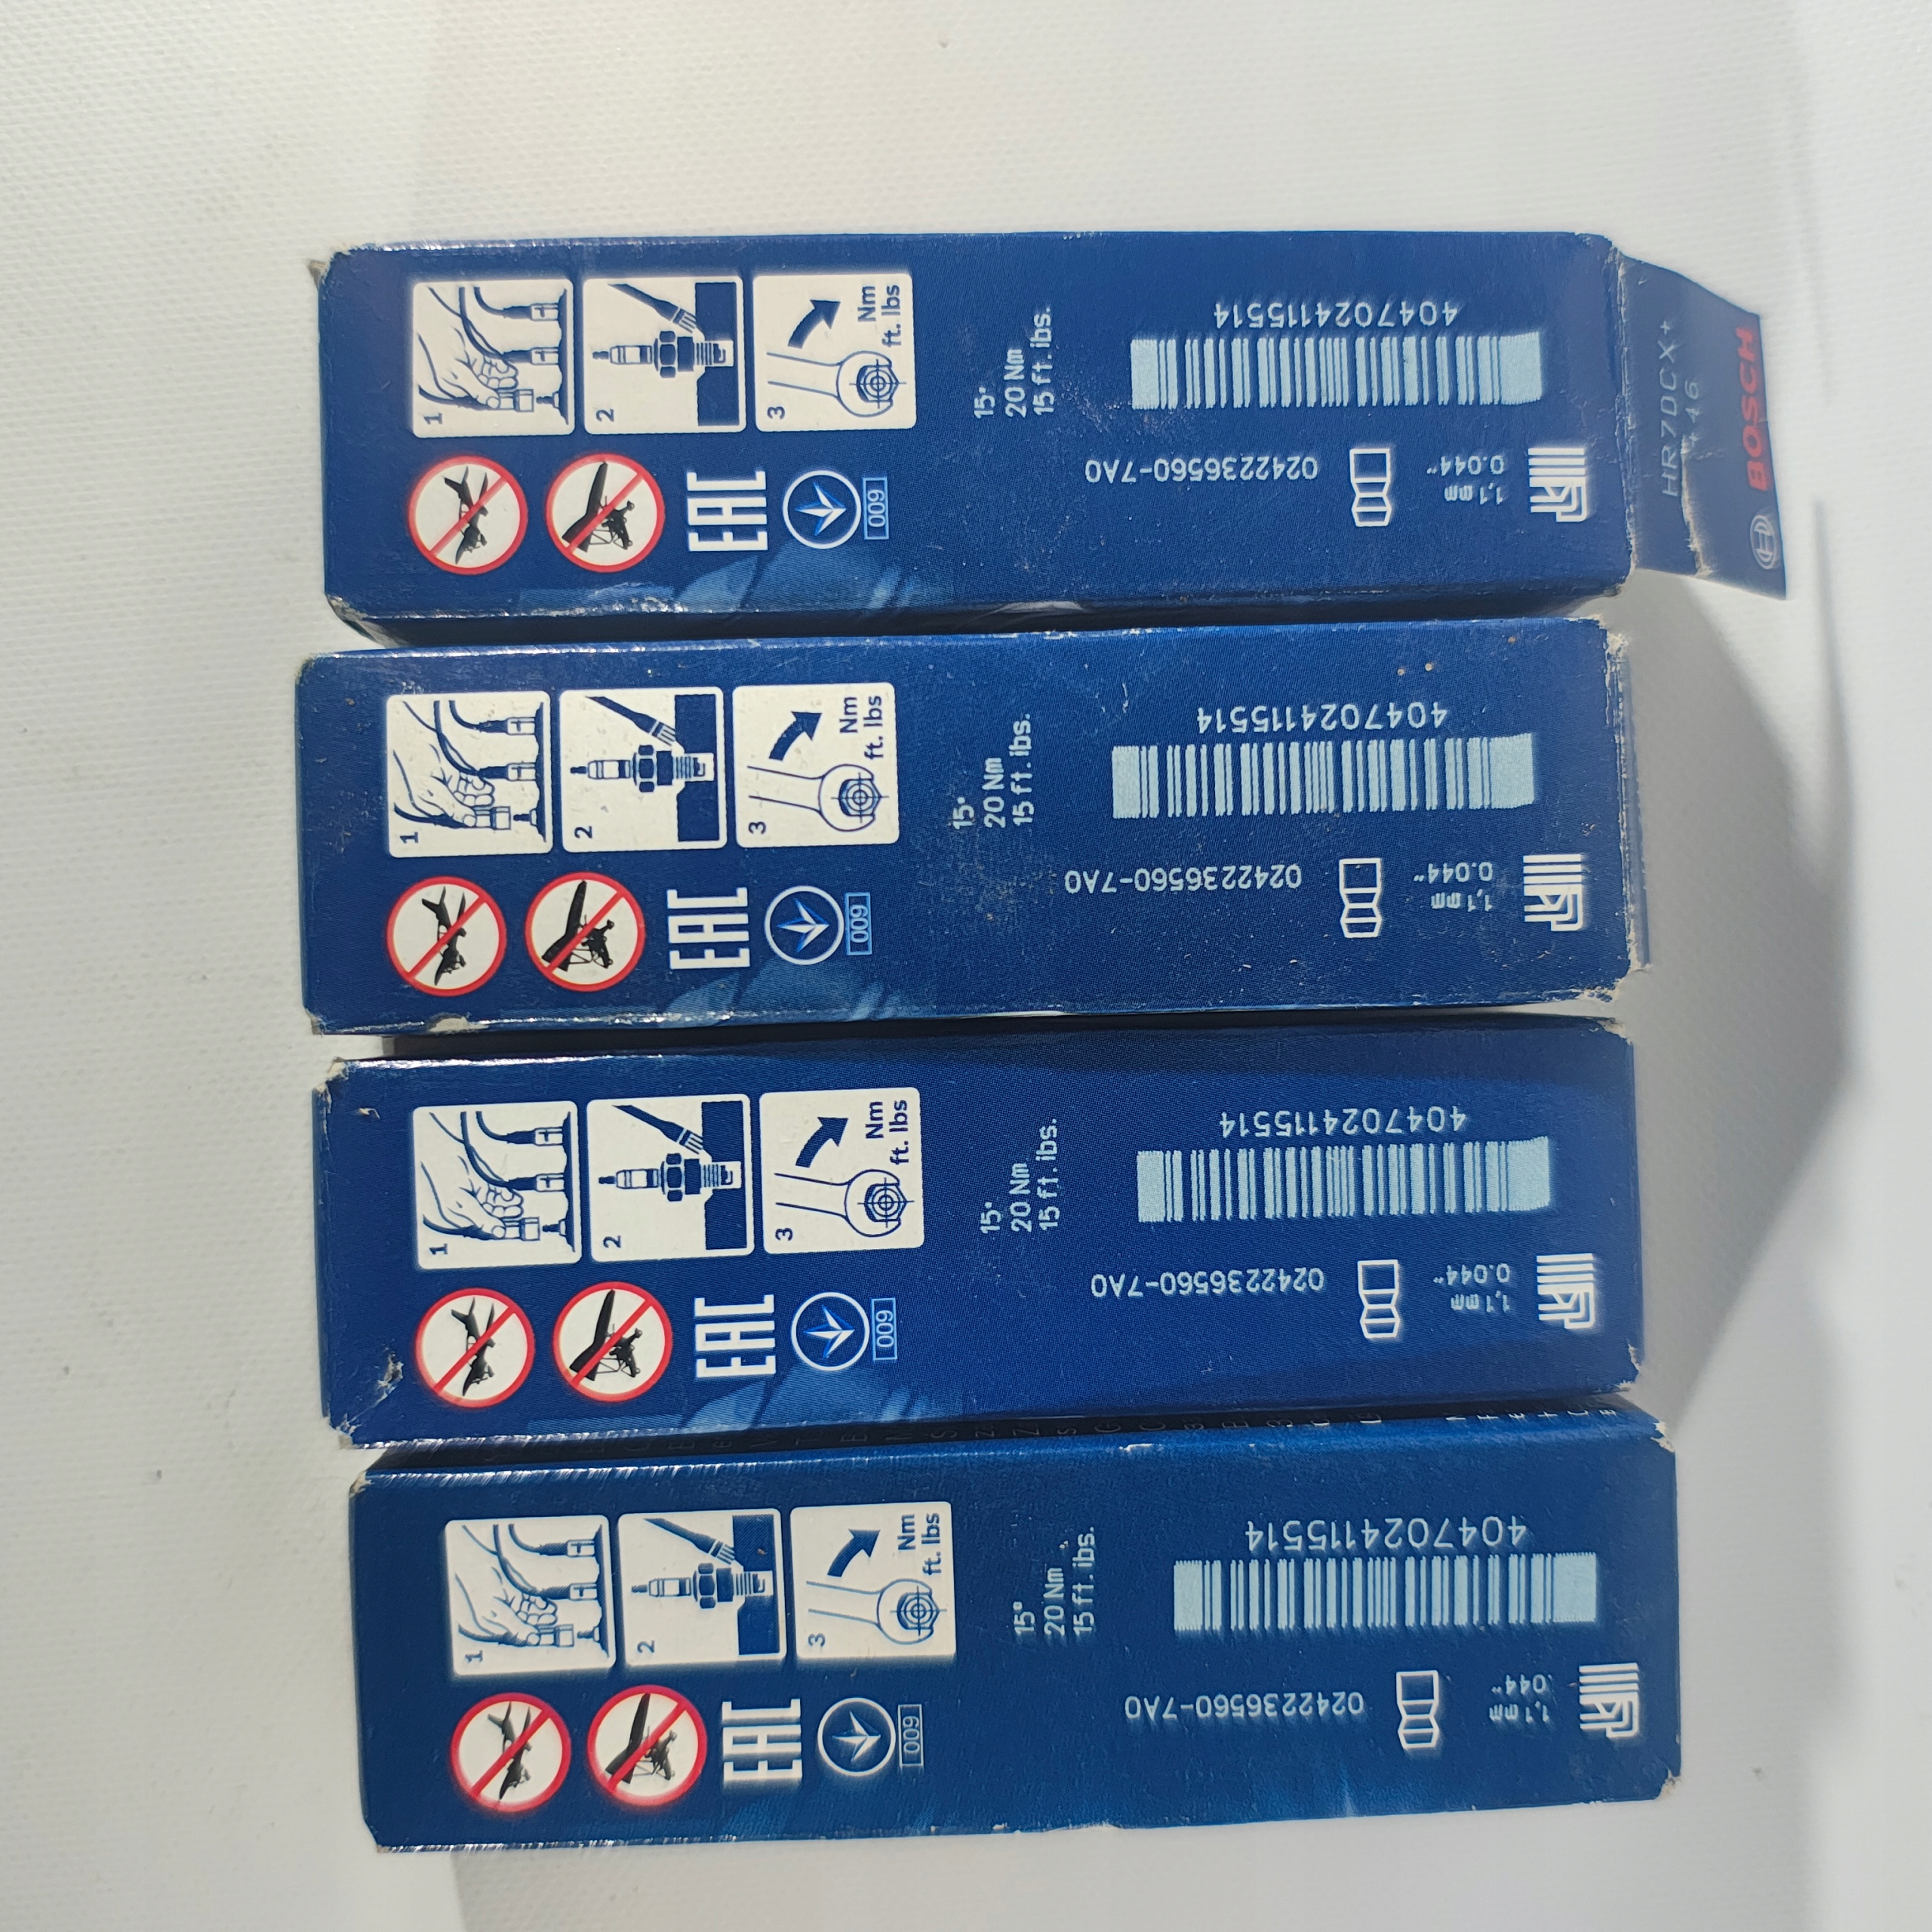 1
2
3
Nm
ft. lbs
EAC
009
15°
20 Nm
15 ft. lbs.
4047024115514
0242236560-7A0
1,1 mm
0.044"
HR7DCX+
+46
BOSCH
1
2
3
Nm
ft. lbs
EAC
009
15°
20 Nm
15 ft. lbs.
4047024115514
0242236560-7A0
1,1 mm
0.044"
1
2
3
Nm
ft. lbs
EAC
009
15°
20 Nm
15 ft. lbs.
4047024115514
0242236560-7A0
1,1 mm
0.044"
1
2
3
Nm
ft. lbs
EAC
009
15°
20 Nm
15 ft. lbs.
4047024115514
0242236560-7A0
1,1 mm
044"